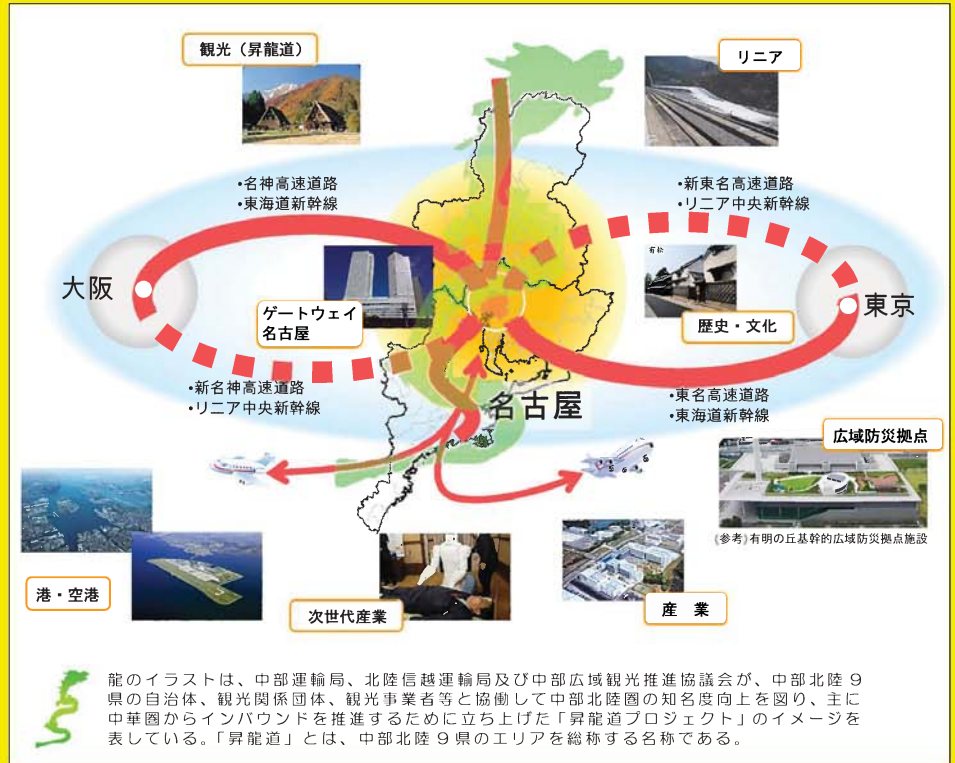 観光(昇龍道)
リニア
•名神高速道路
•東海道新幹線
•新東名高速道路
•リニア中央新幹線
有松
大阪
東京
ゲートウェイ
名古屋
歴史・文化
•新名神高速道路
•リニア中央新幹線
•東名高速道路
•東海道新幹線
名古屋
広域防災拠点
《参考》有明の丘基幹的広域防災拠点施設
港・空港
次世代産業
産 業
龍のイラストは、中部運輸局、北陸信越運輸局及び中部広域観光推進協議会が、中部北陸9
県の自治体、観光関係団体、観光事業者等と協働して中部北陸圏の知名度向上を図り、主に
中華圏からインバウンドを推進するために立ち上げた「昇龍道プロジェクト」のイメージを
表している。「昇龍道」とは、中部北陸9県のエリアを総称する名称である。